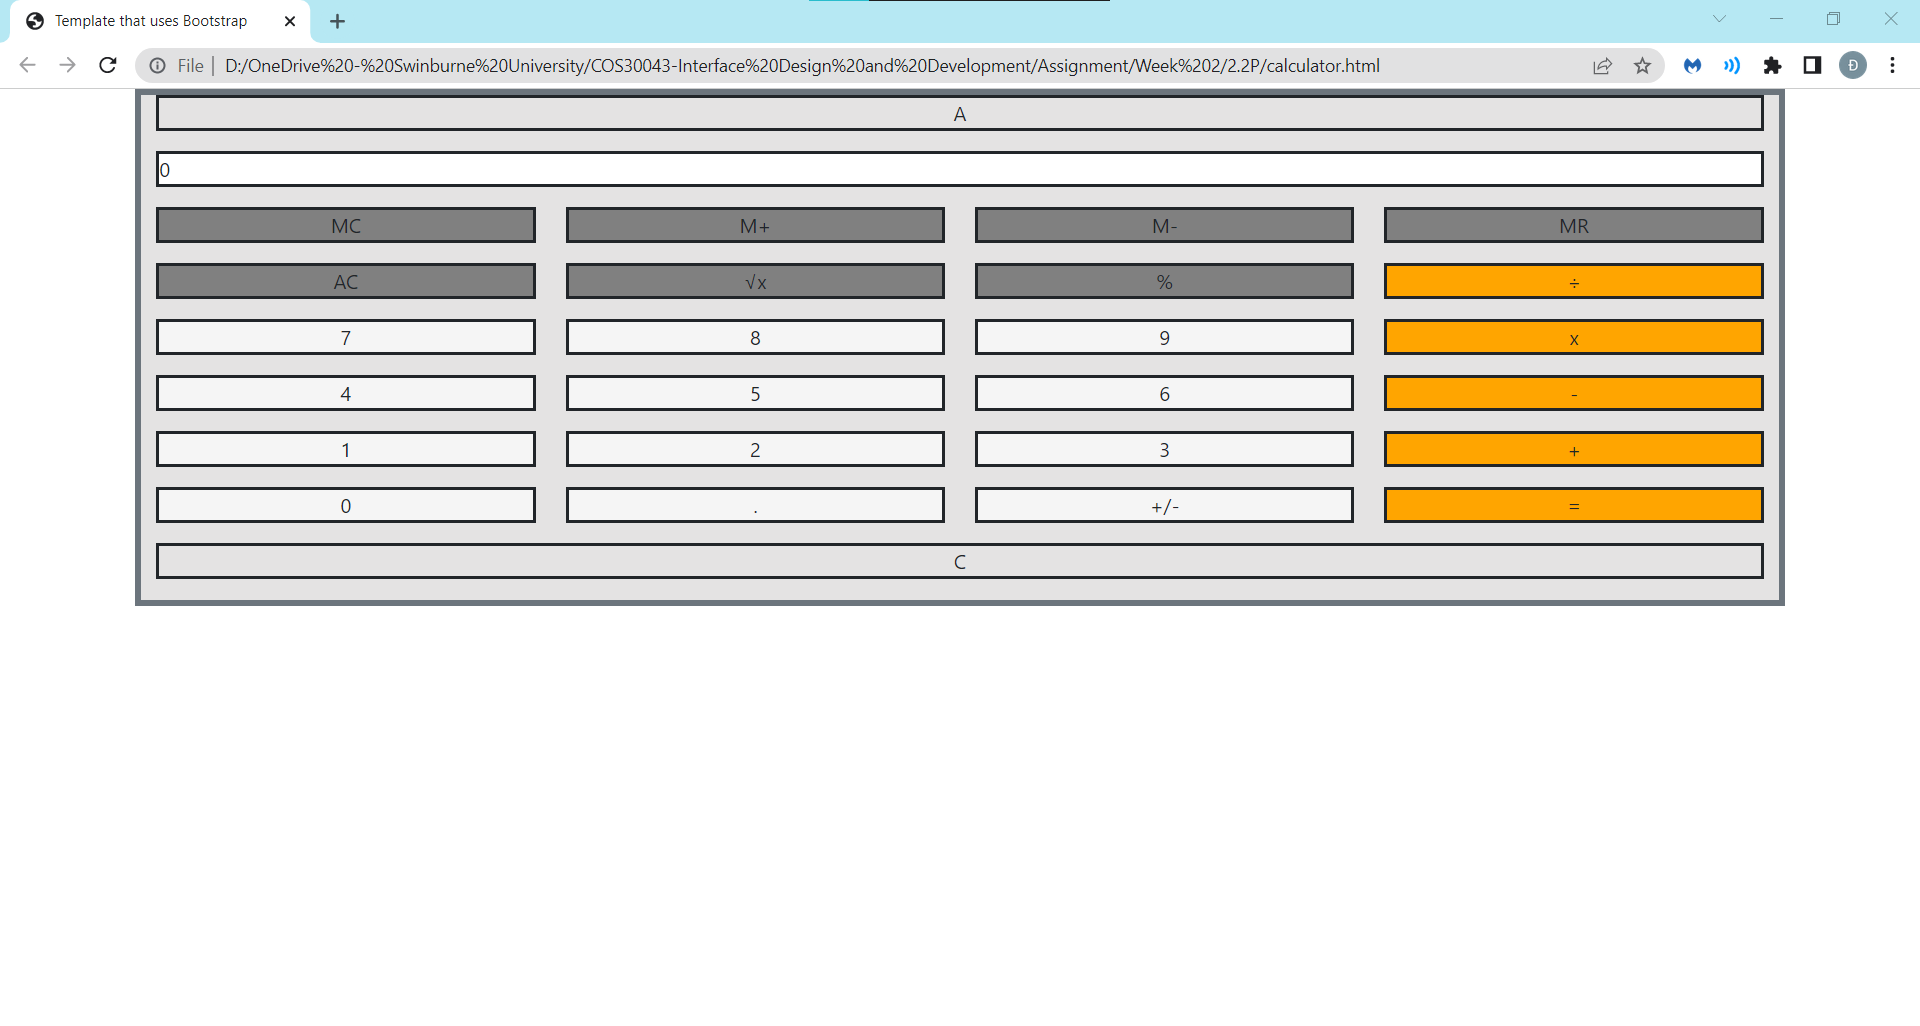 Template that uses Bootstrap
File | D:/OneDrive%20-%20Swinburne%20University/COS30043-Interface%20Design%20and%20Development/Assignment/Week%202/2.2P/calculator.html Đ
A
0
MC M+ M- MR
AC √x % ÷
7 8 9 x
4 5 6 -
1 2 3 +
0 . +/- =
C